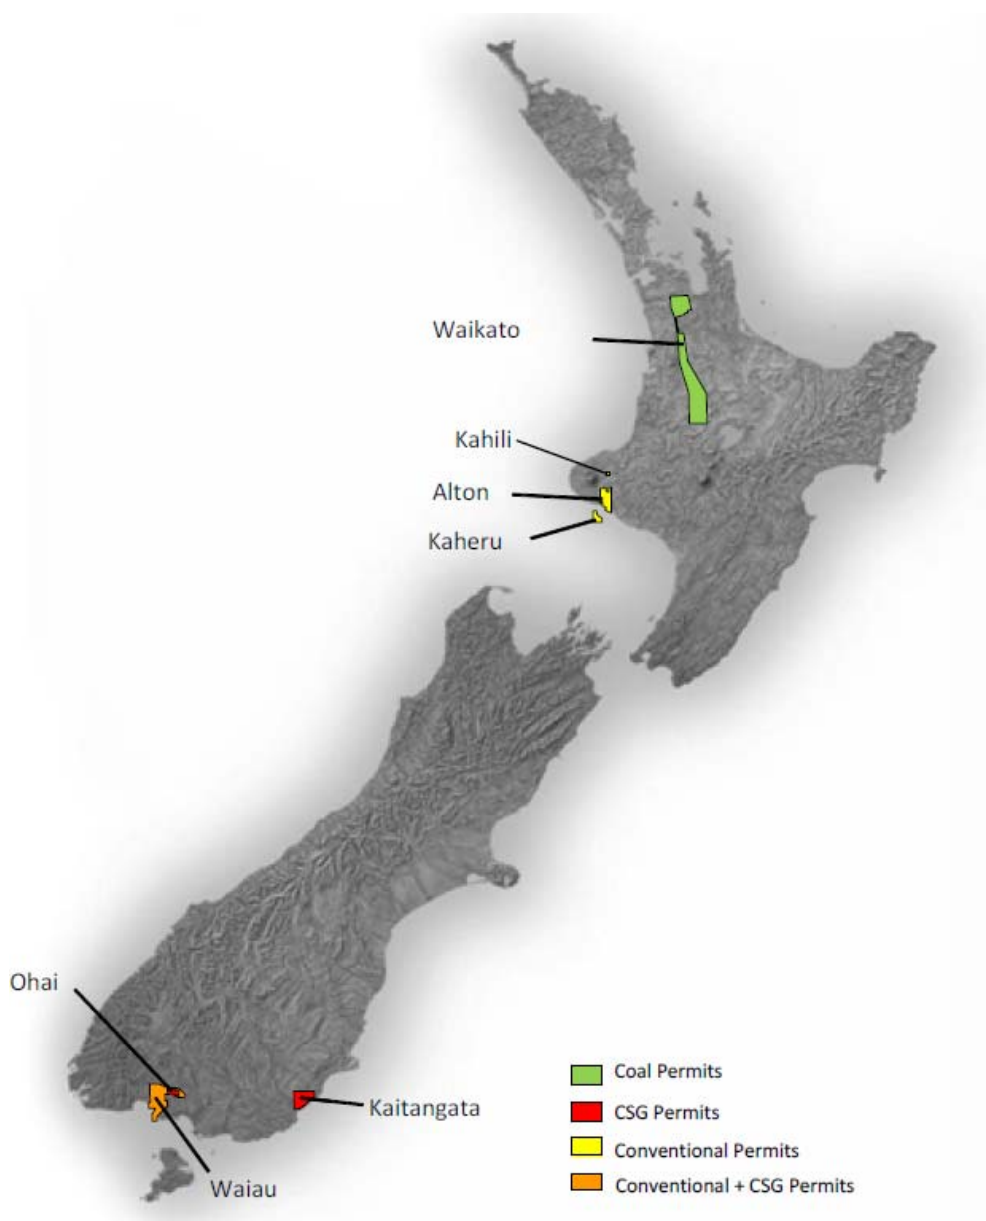 Waikato
Kahili
Alton
Kaheru
Ohai
Kaitangata
Waiau
Coal Permits
CSG Permits
Conventional Permits
Conventional + CSG Permits